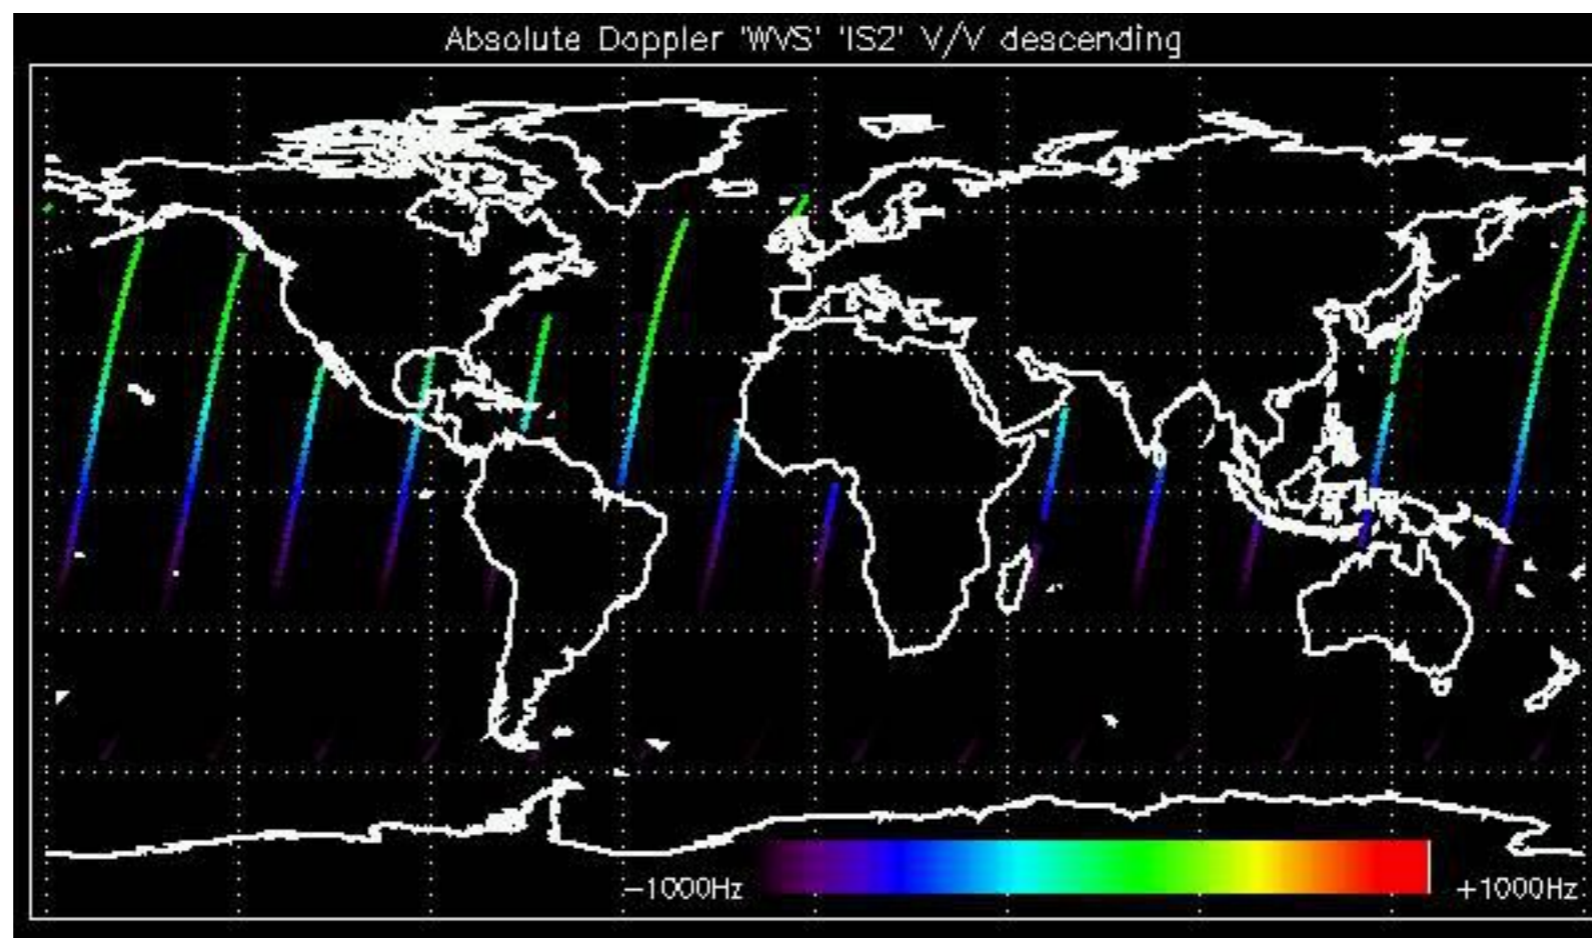 Absolute Doppler 'WVS' 'IS2' V/V descending
−1000Hz
+1000Hz